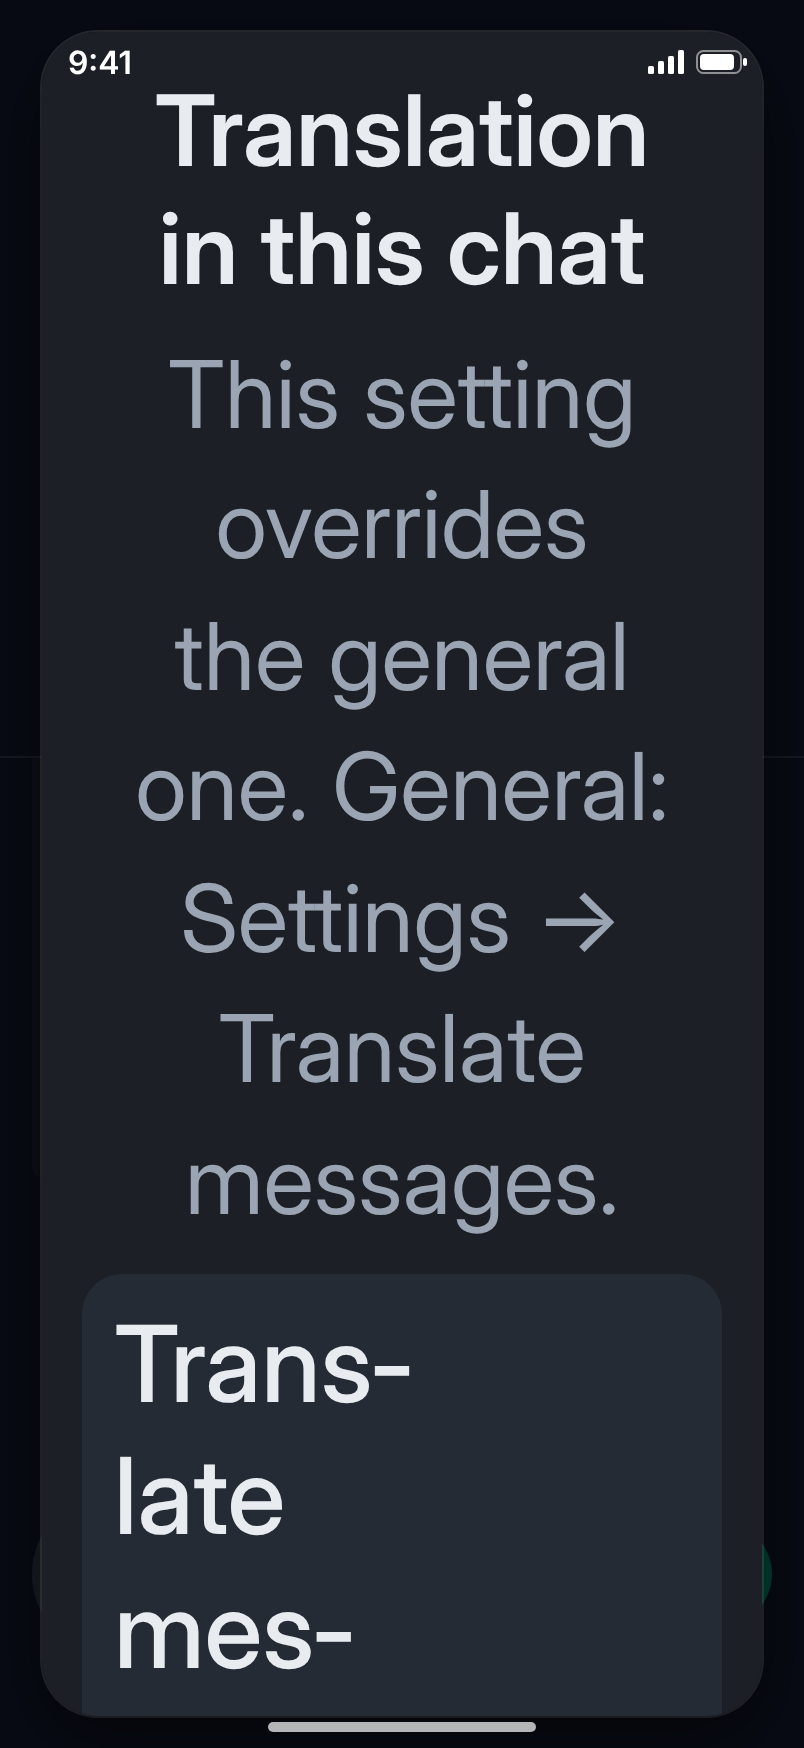 9:41
Translation
in this chat
This setting
overrides
the general
one. General:
Settings →
Translate
messages.
Trans-
late
mes-